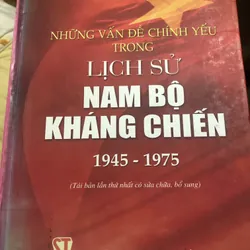 NHỮNG VẤN ĐỀ CHÍNH YẾU
TRONG
LỊCH SỬ
NAM BỘ
KHÁNG CHIẾN
1945 - 1975
(Tái bản lần thứ nhất có sửa chữa, bổ sung)
ST